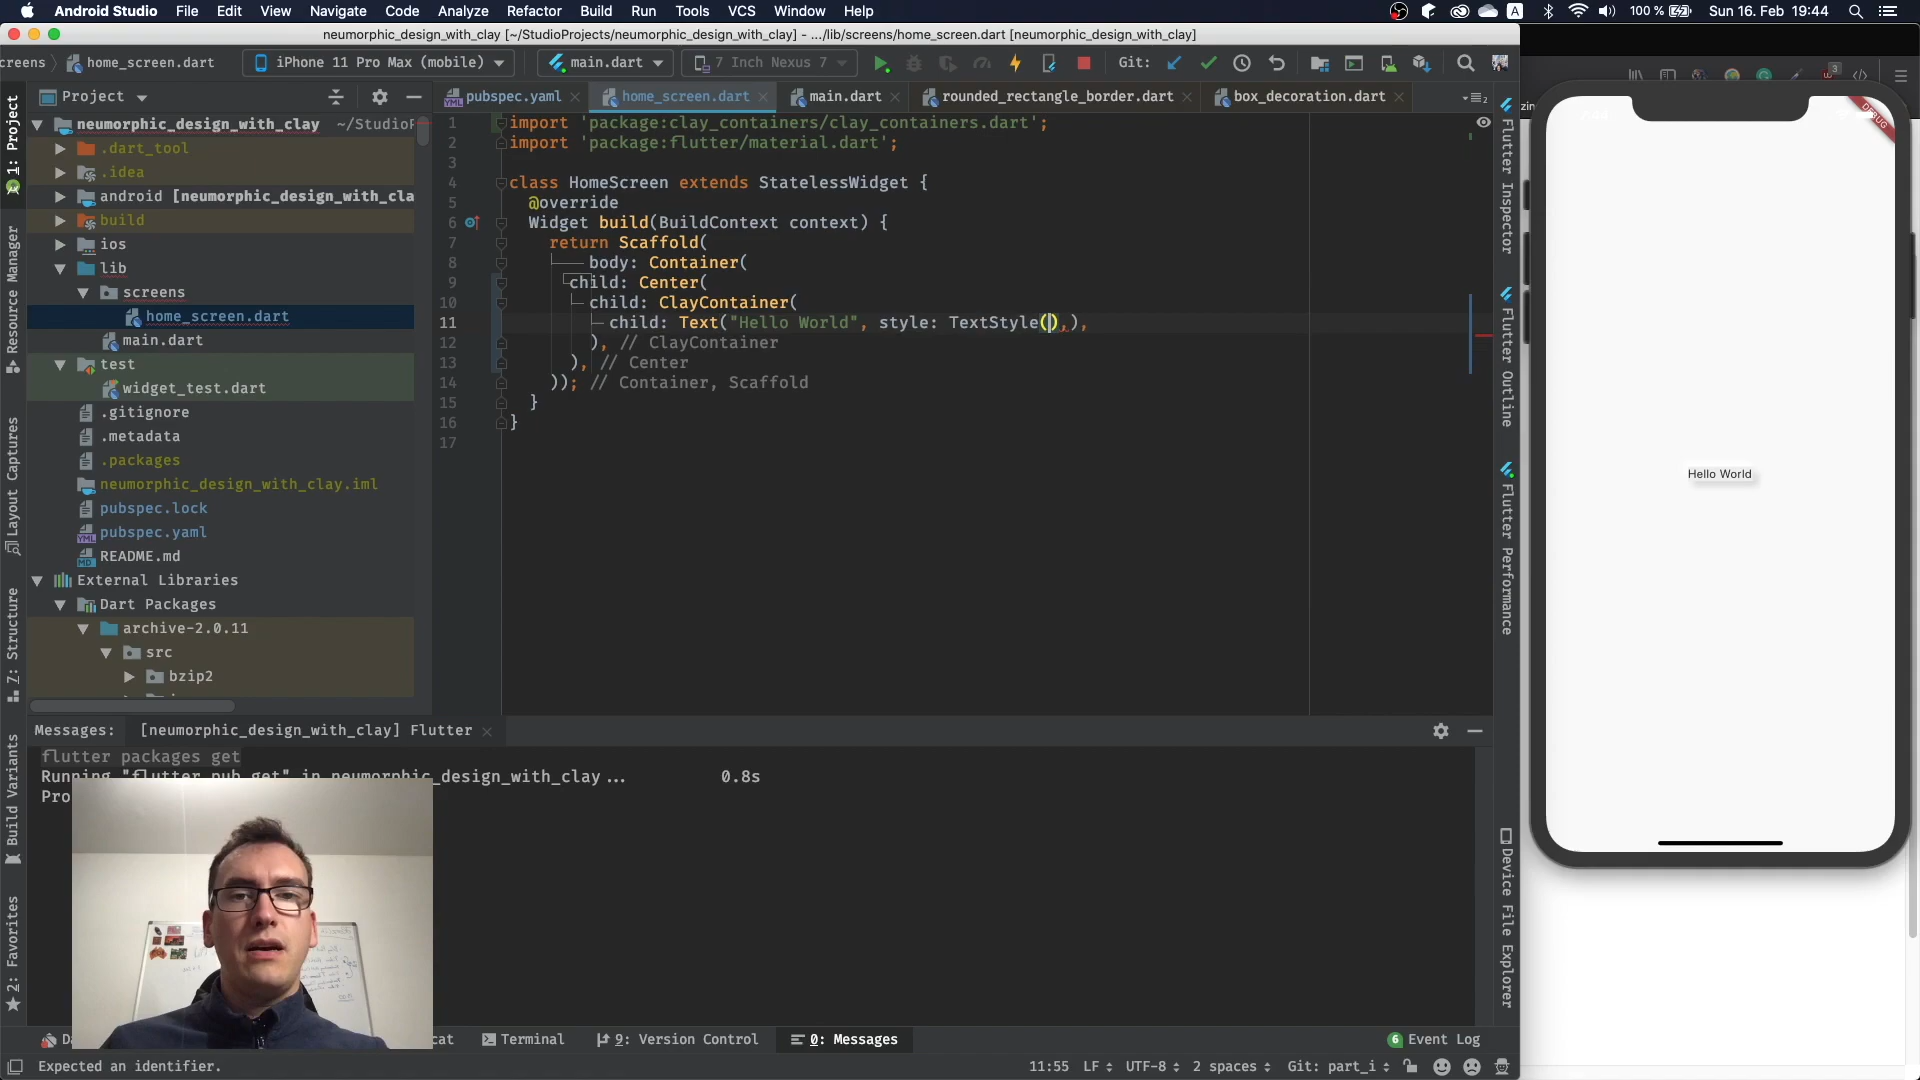 Android Studio File Edit View Navigate Code Analyze Refactor Build Run Tools VCS Window Help
A 100 % Sun 16. Feb 19:44
neumorphic_design_with_clay [~/StudioProjects/neumorphic_design_with_clay] - .../lib/screens/home_screen.dart [neumorphic_design_with_clay]
creens home_screen.dart iPhone 11 Pro Max (mobile) main.dart 7 Inch Nexus 7 Git:
Project
pubspec.yaml home_screen.dart main.dart rounded_rectangle_border.dart box_decoration.dart
neumorphic_design_with_clay ~/StudioP
.dart_tool
.idea
android [neumorphic_design_with_cla
build
ios
lib
screens
home_screen.dart
main.dart
test
widget_test.dart
.gitignore
.metadata
.packages
neumorphic_design_with_clay.iml
pubspec.lock
pubspec.yaml
README.md
External Libraries
Dart Packages
archive-2.0.11
src
bzip2
1: Project
Resource Manager
Layout Captures
7: Structure
Build Variants
2: Favorites
1 import 'package:clay_containers/clay_containers.dart';
2 import 'package:flutter/material.dart';
3
4 class HomeScreen extends StatelessWidget {
5 @override
6 Widget build(BuildContext context) {
7 return Scaffold(
8 body: Container(
9 child: Center(
10 child: ClayContainer(
11 child: Text("Hello World", style: TextStyle(),),
12 ), // ClayContainer
13 ), // Center
14 )); // Container, Scaffold
15 }
16 }
17
Flutter Inspector
Flutter Outline
Flutter Performance
Device File Explorer
3
DEBUG
Hello World
Messages: [neumorphic_design_with_clay] Flutter
flutter packages get
Running "flutter pub get" in neumorphic_design_with_clay... 0.8s
Pro
Terminal 9: Version Control 0: Messages 6 Event Log
Expected an identifier. 11:55 LF UTF-8 2 spaces Git: part_i